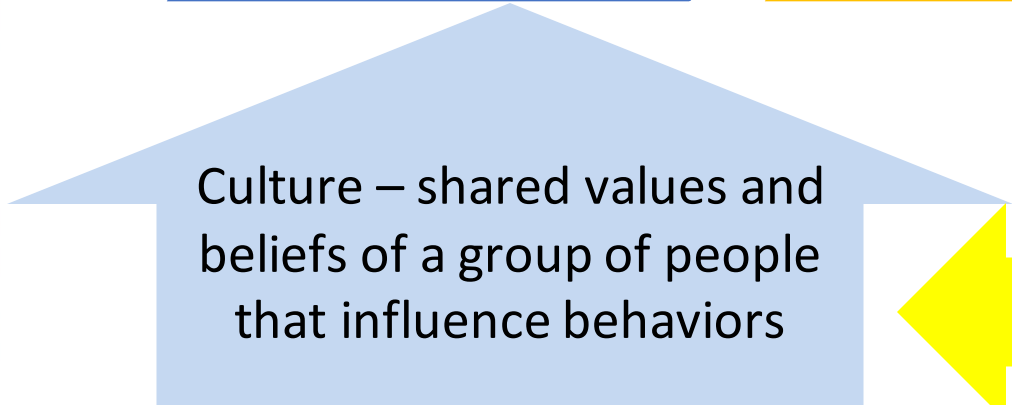 Culture – shared values and
beliefs of a group of people
that influence behaviors